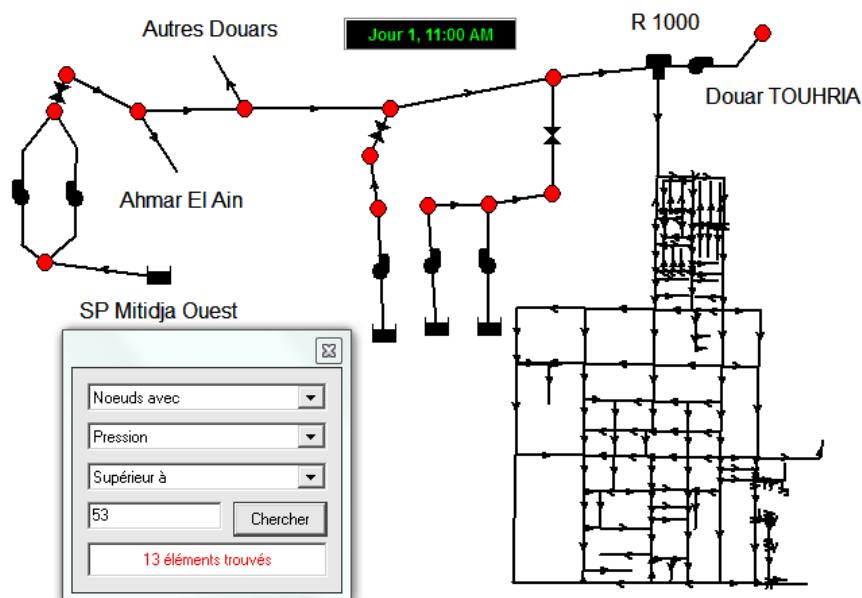 Autres Douars
Jour 1, 11:00 AM
R 1000
Douar TOUHRIA
Ahmar El Ain
SP Mitidja Ouest
Noeuds avec
Pression
Supérieur à
53
Chercher
13 éléments trouvés